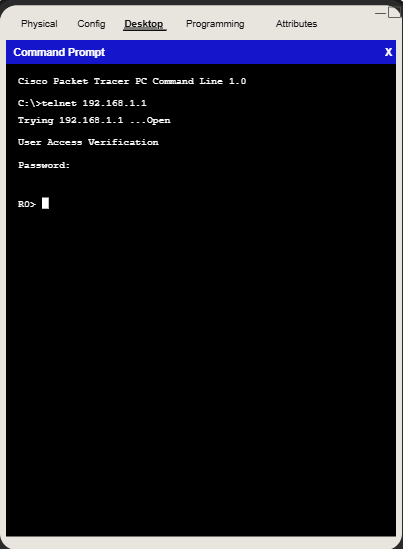 Physical Config Desktop Programming Attributes
Command Prompt X
Cisco Packet Tracer PC Command Line 1.0
C:\>telnet 192.168.1.1
Trying 192.168.1.1 ...Open
User Access Verification
Password:
R0>